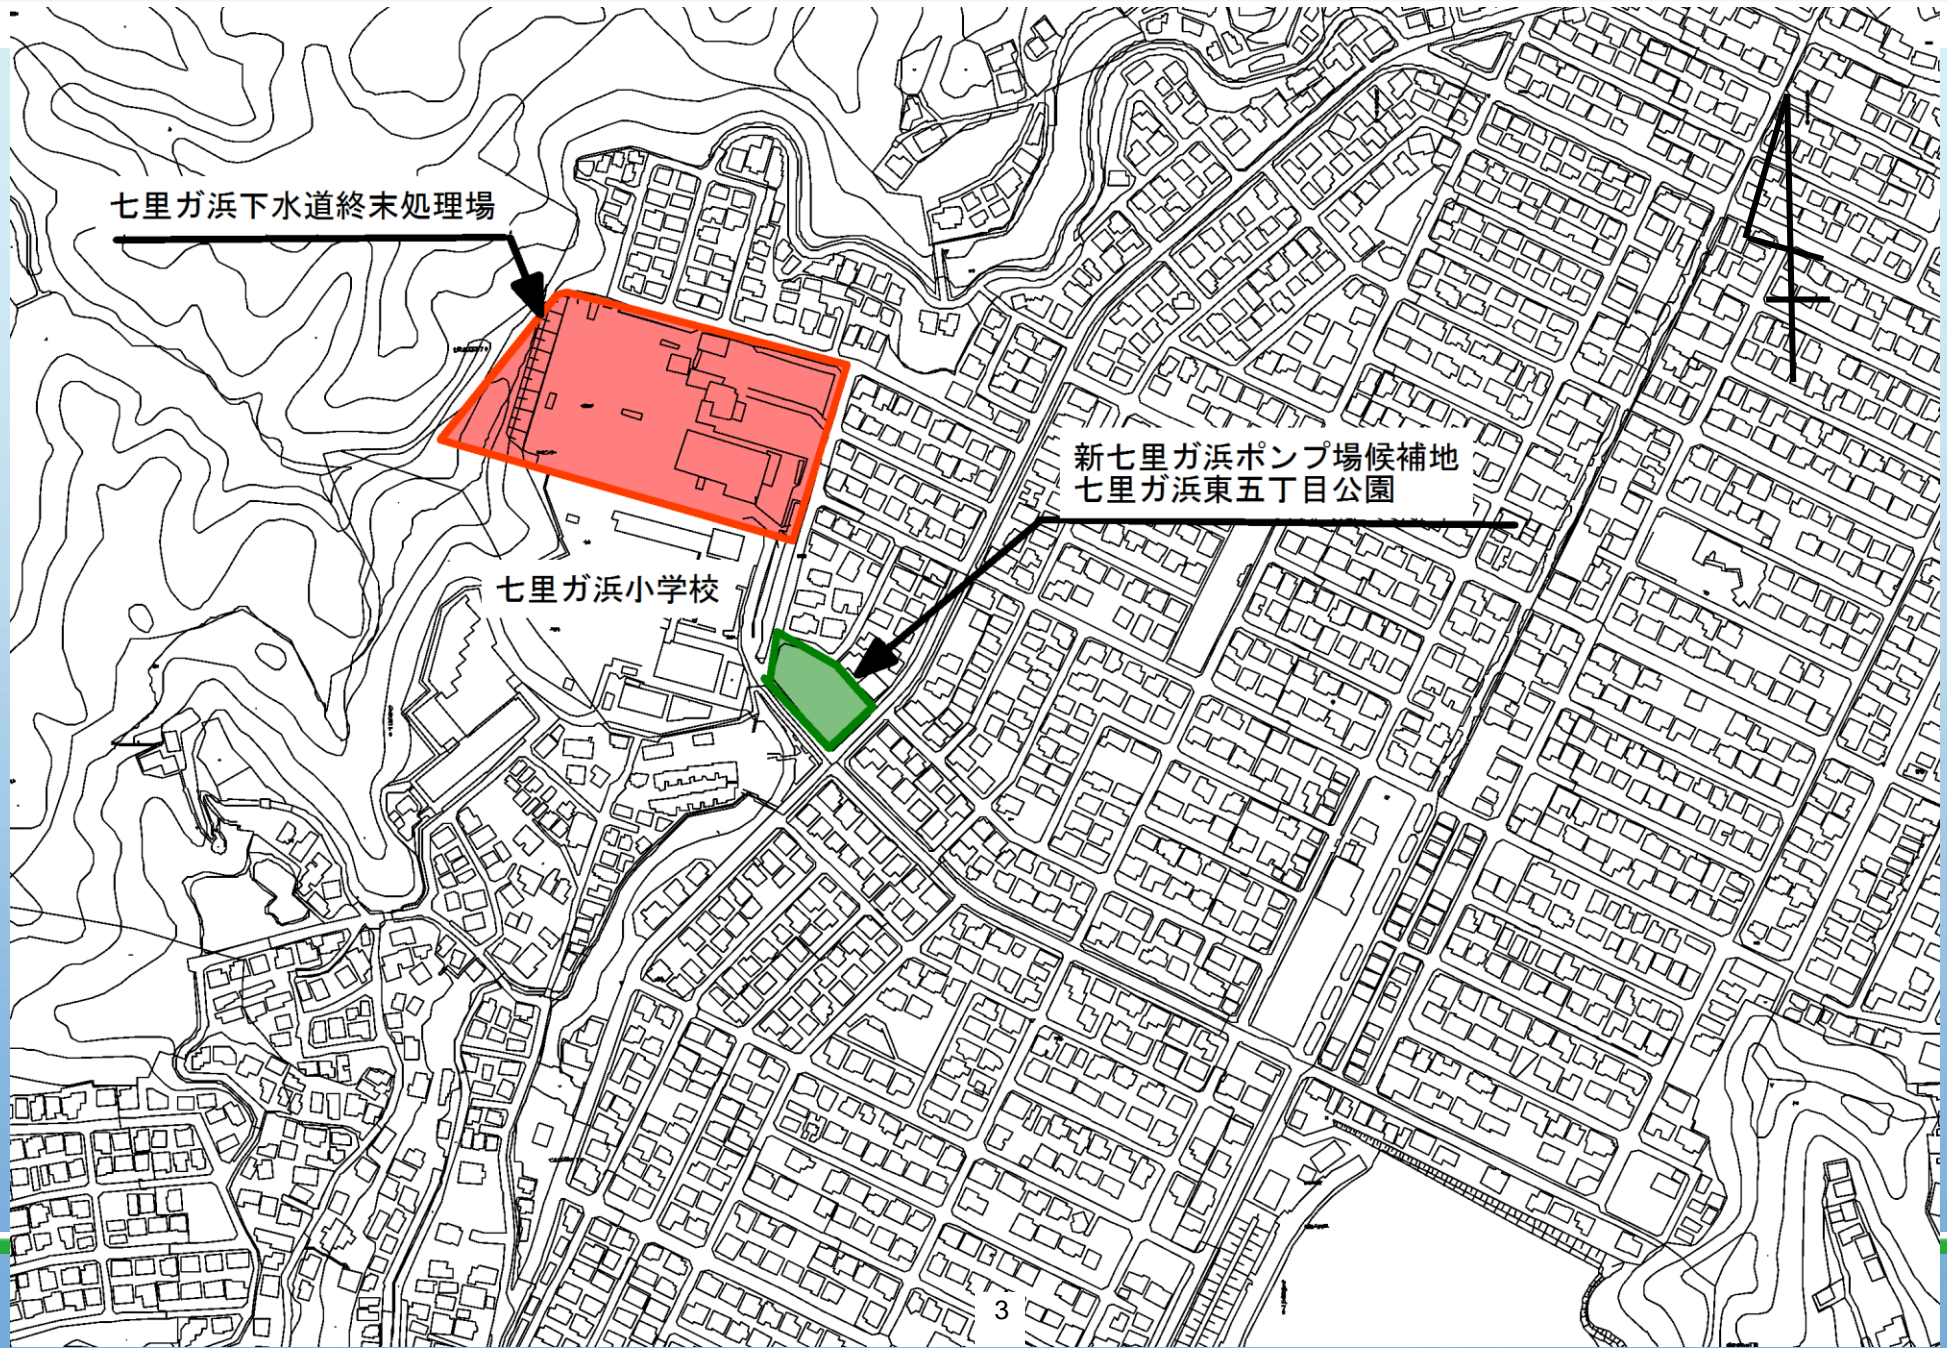 七里ガ浜下水道終末処理場
新七里ガ浜ポンプ場候補地
七里ガ浜東五丁目公園
七里ガ浜小学校
3